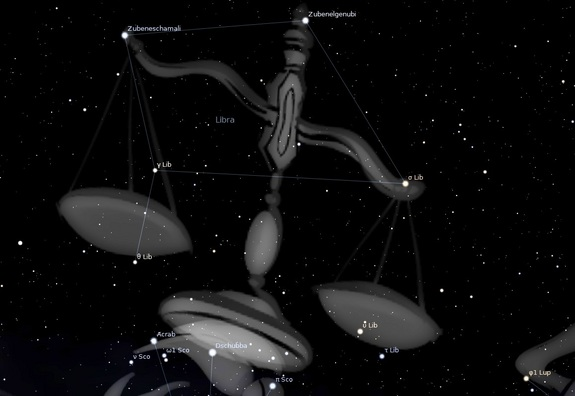 Zubenelgenubi
Zubeneschamali
Libra
γ Lib
σ Lib
θ Lib
υ Lib
Acrab
Dschubba
τ Lib
ω1 Sco
ν Sco
φ1 Lup
π Sco